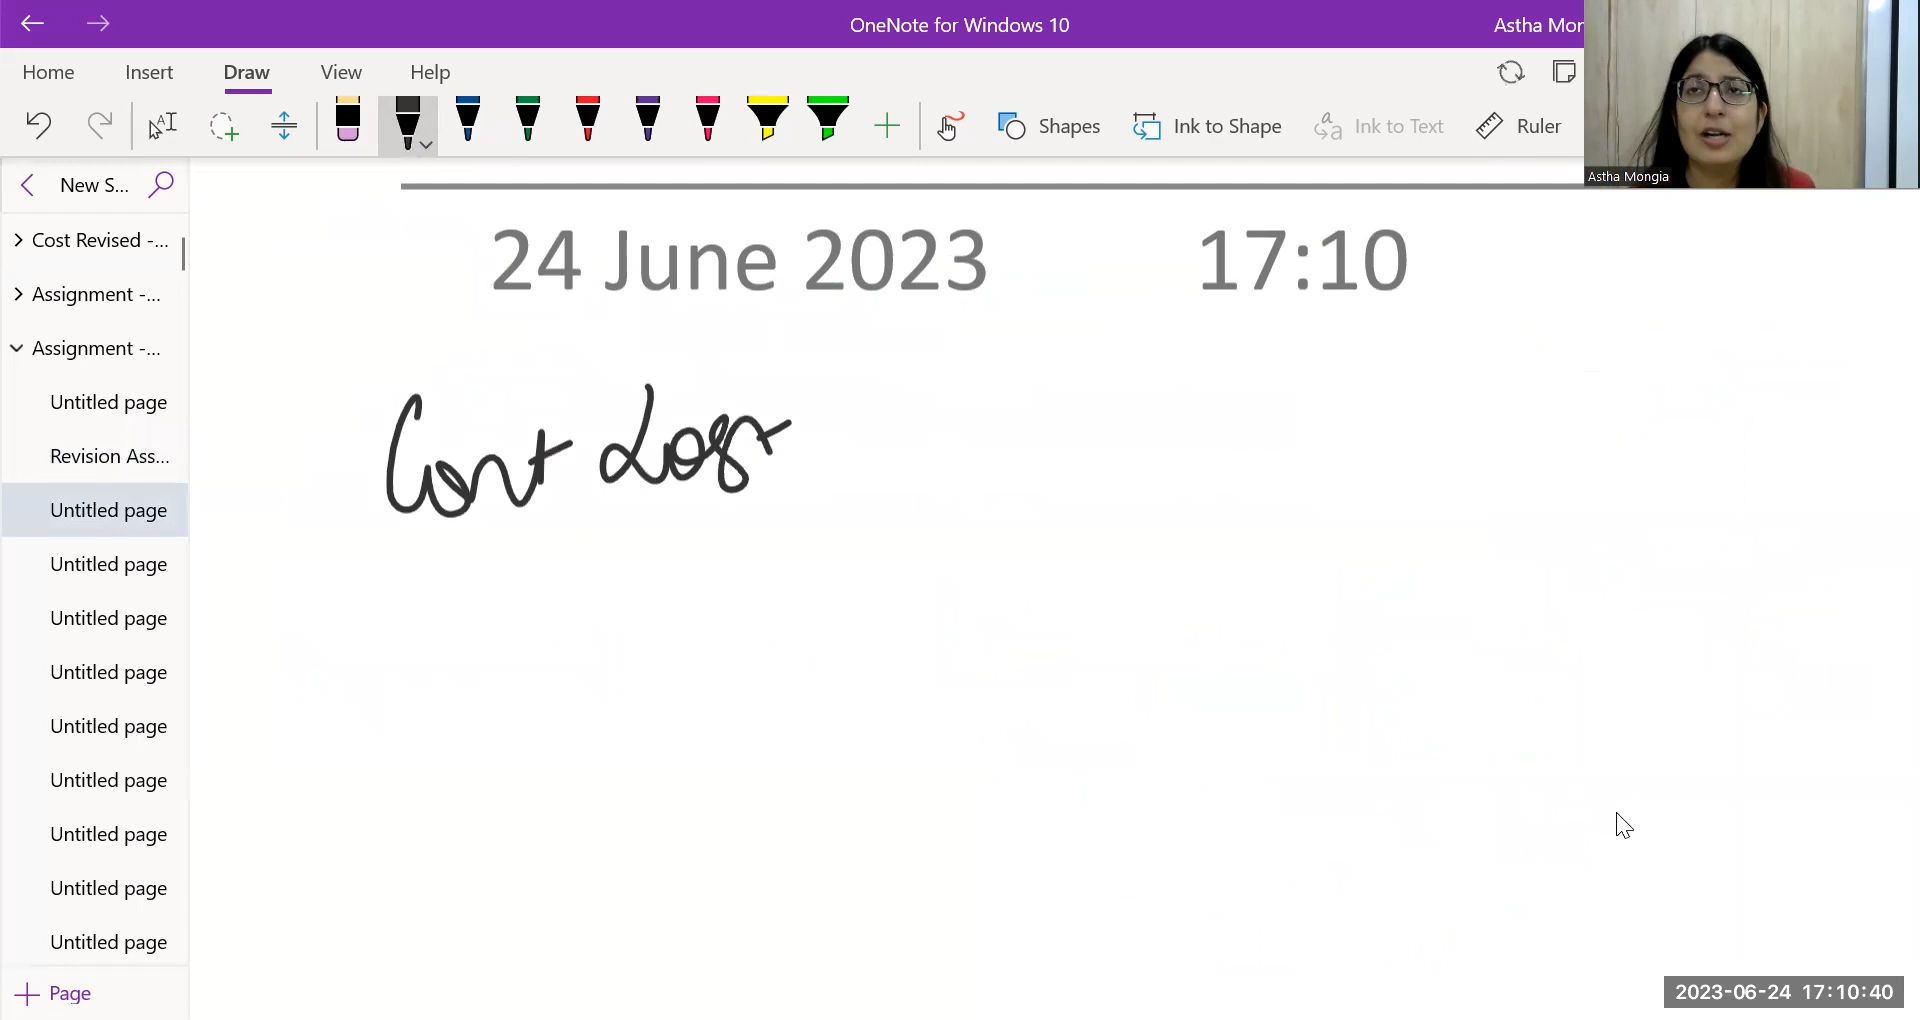 OneNote for Windows 10
Astha Mor
Home Insert Draw View Help
Shapes Ink to Shape Ink to Text Ruler
Astha Mongia
New S...
Cost Revised -...
Assignment -...
Assignment -...
Untitled page
Revision Ass...
Untitled page
Untitled page
Untitled page
Untitled page
Untitled page
Untitled page
Untitled page
Untitled page
Untitled page
Page
24 June 2023 17:10
2023-06-24 17:10:40